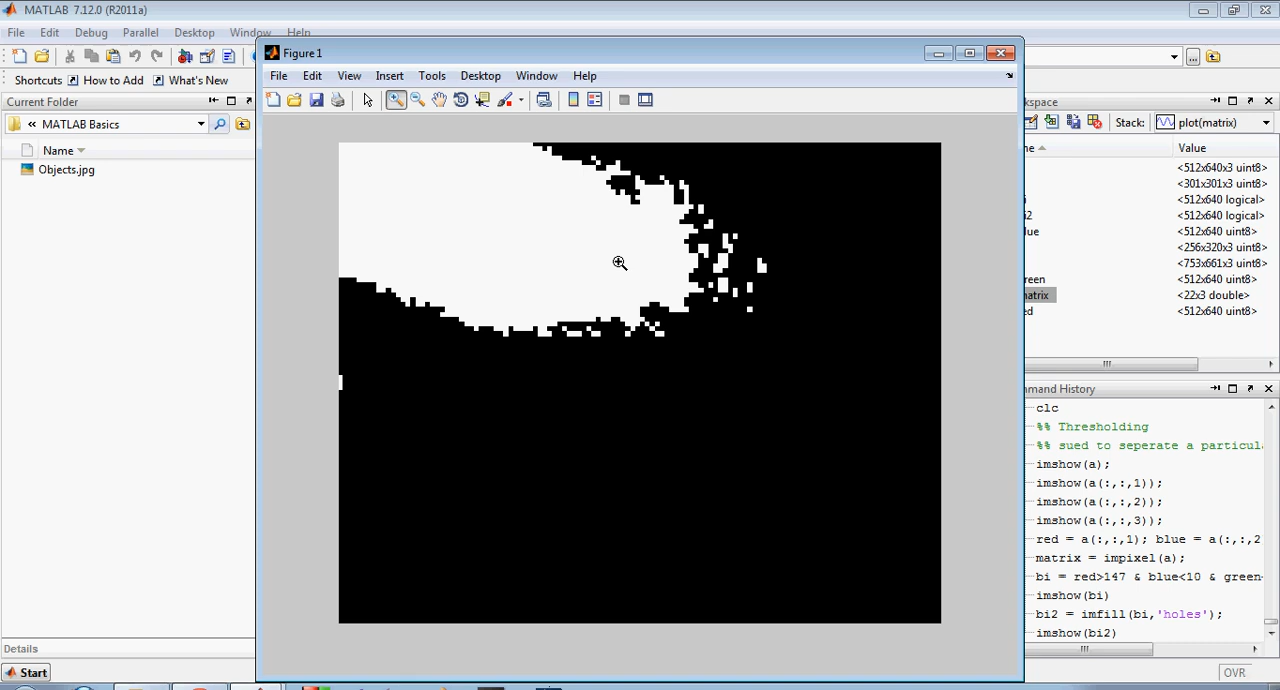 MATLAB 7.12.0 (R2011a)
File Edit Debug Parallel Desktop Window Help
Shortcuts How to Add What's New
Current Folder
« MATLAB Basics
Name
Objects.jpg
Details
Start
Figure 1
File Edit View Insert Tools Desktop Window Help
...
kspace
Stack: plot(matrix)
ne Value
<512x640x3 uint8>
<301x301x3 uint8>
i <512x640 logical>
i2 <512x640 logical>
lue <512x640 uint8>
<256x320x3 uint8>
<753x661x3 uint8>
reen <512x640 uint8>
matrix <22x3 double>
ed <512x640 uint8>
mmand History
clc
%% Thresholding
%% sued to seperate a particula
imshow(a);
imshow(a(:,:,1));
imshow(a(:,:,2));
imshow(a(:,:,3));
red = a(:,:,1); blue = a(:,:,2
matrix = impixel(a);
bi = red>147 & blue<10 & green
imshow(bi)
bi2 = imfill(bi,'holes');
imshow(bi2)
OVR